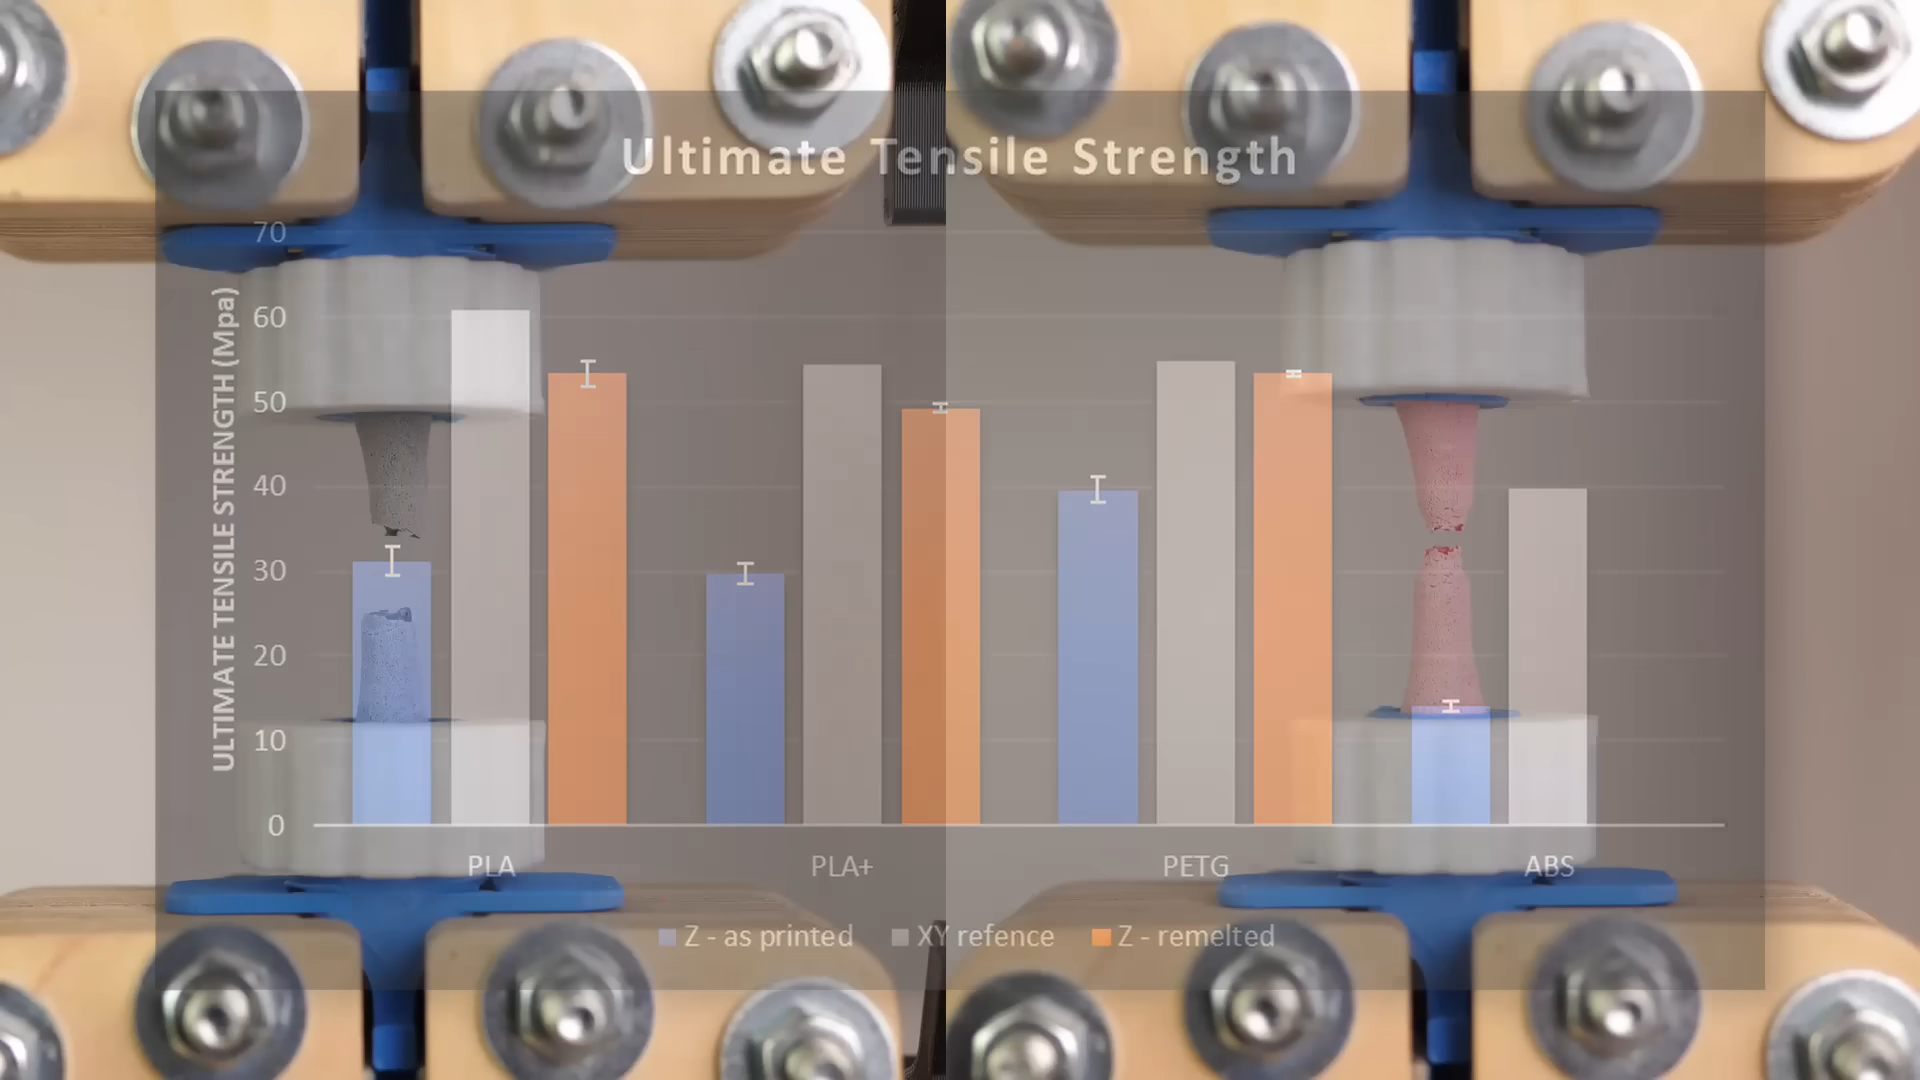 Ultimate Tensile Strength
ULTIMATE TENSILE STRENGTH (Mpa)
70
60
50
40
30
20
10
0
PLA
PLA+
PETG
ABS
Z - as printed
XY refence
Z - remelted